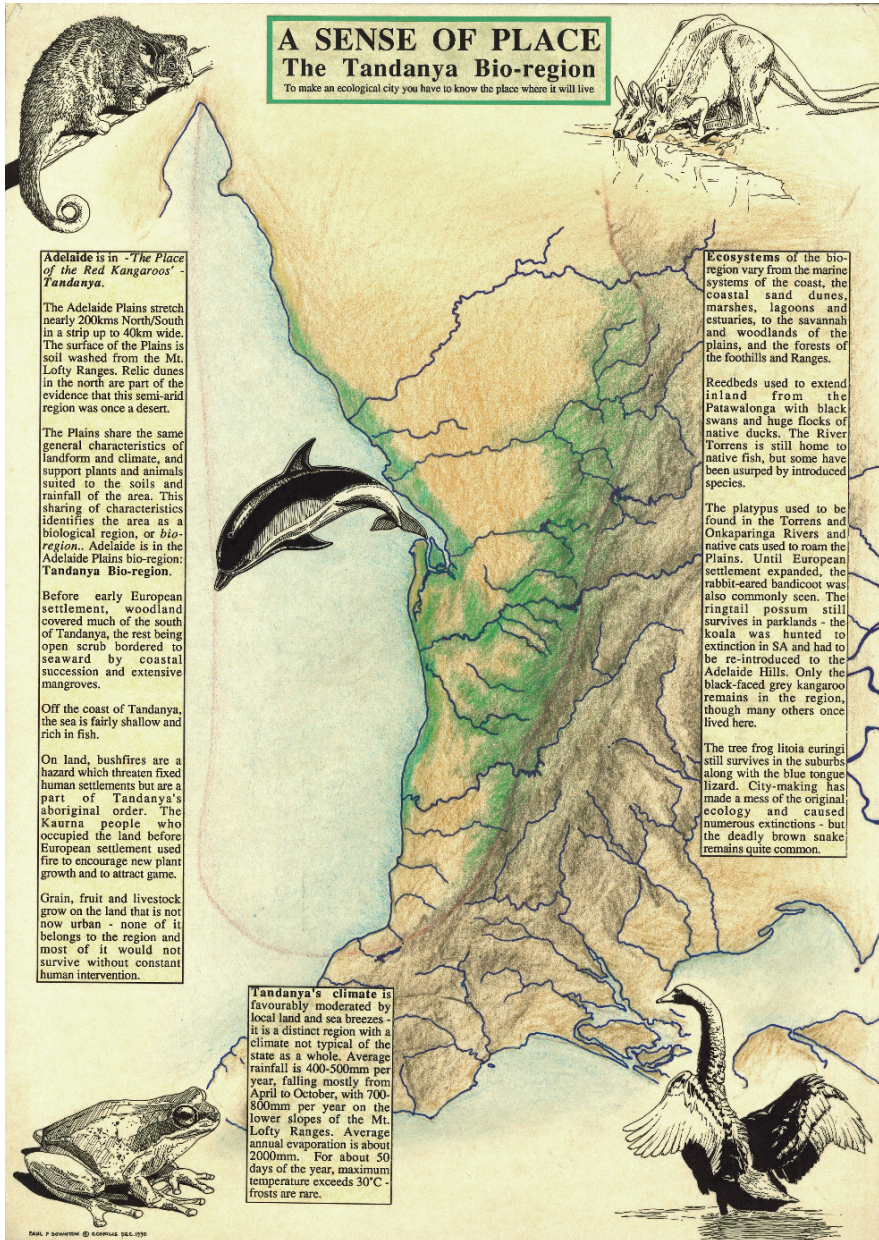 A SENSE OF PLACE
The Tandanya Bio-region
To make an ecological city you have to know the place where it will live
Adelaide is in - 'The Place
of the Red Kangaroos' -
Tandanya.
The Adelaide Plains stretch
nearly 200kms North/South
in a strip up to 40km wide.
The surface of the Plains is
soil washed from the Mt.
Lofty Ranges. Relic dunes
in the north are part of the
evidence that this semi-arid
region was once a desert.
The Plains share the same
general characteristics of
landform and climate, and
support plants and animals
suited to the soils and
rainfall of the area. This
sharing of characteristics
identifies the area as a
biological region, or bio-
region.. Adelaide is in the
Adelaide Plains bio-region:
Tandanya Bio-region.
Before early European
settlement, woodland
covered much of the south
of Tandanya, the rest being
open scrub bordered to
seaward by coastal
succession and extensive
mangroves.
Off the coast of Tandanya,
the sea is fairly shallow and
rich in fish.
On land, bushfires are a
hazard which threaten fixed
human settlements but are a
part of Tandanya's
aboriginal order. The
Kaurna people who
occupied the land before
European settlement used
fire to encourage new plant
growth and to attract game.
Grain, fruit and livestock
grow on the land that is not
now urban - none of it
belongs to the region and
most of it would not
survive without constant
human intervention.
Tandanya's climate is
favourably moderated by
local land and sea breezes -
it is a distinct region with a
climate not typical of the
state as a whole. Average
rainfall is 400-500mm per
year, falling mostly from
April to October, with 700-
800mm per year on the
lower slopes of the Mt.
Lofty Ranges. Average
annual evaporation is about
2000mm. For about 50
days of the year, maximum
temperature exceeds 30°C -
frosts are rare.
Ecosystems of the bio-
region vary from the marine
systems of the coast, the
coastal sand dunes,
marshes, lagoons and
estuaries, to the savannah
and woodlands of the
plains, and the forests of
the foothills and Ranges.
Reedbeds used to extend
inland from the
Patawalonga with black
swans and huge flocks of
native ducks. The River
Torrens is still home to
native fish, but some have
been usurped by introduced
species.
The platypus used to be
found in the Torrens and
Onkaparinga Rivers and
native cats used to roam the
Plains. Until European
settlement expanded, the
rabbit-eared bandicoot was
also commonly seen. The
ringtail possum still
survives in parklands - the
koala was hunted to
extinction in SA and had to
be re-introduced to the
Adelaide Hills. Only the
black-faced grey kangaroo
remains in the region,
though many others once
lived here.
The tree frog litoia euringi
still survives in the suburbs
along with the blue tongue
lizard. City-making has
made a mess of the original
ecology and caused
numerous extinctions - but
the deadly brown snake
remains quite common.
PAUL F DOWNTON © ECOPOLIS DEC. 1990